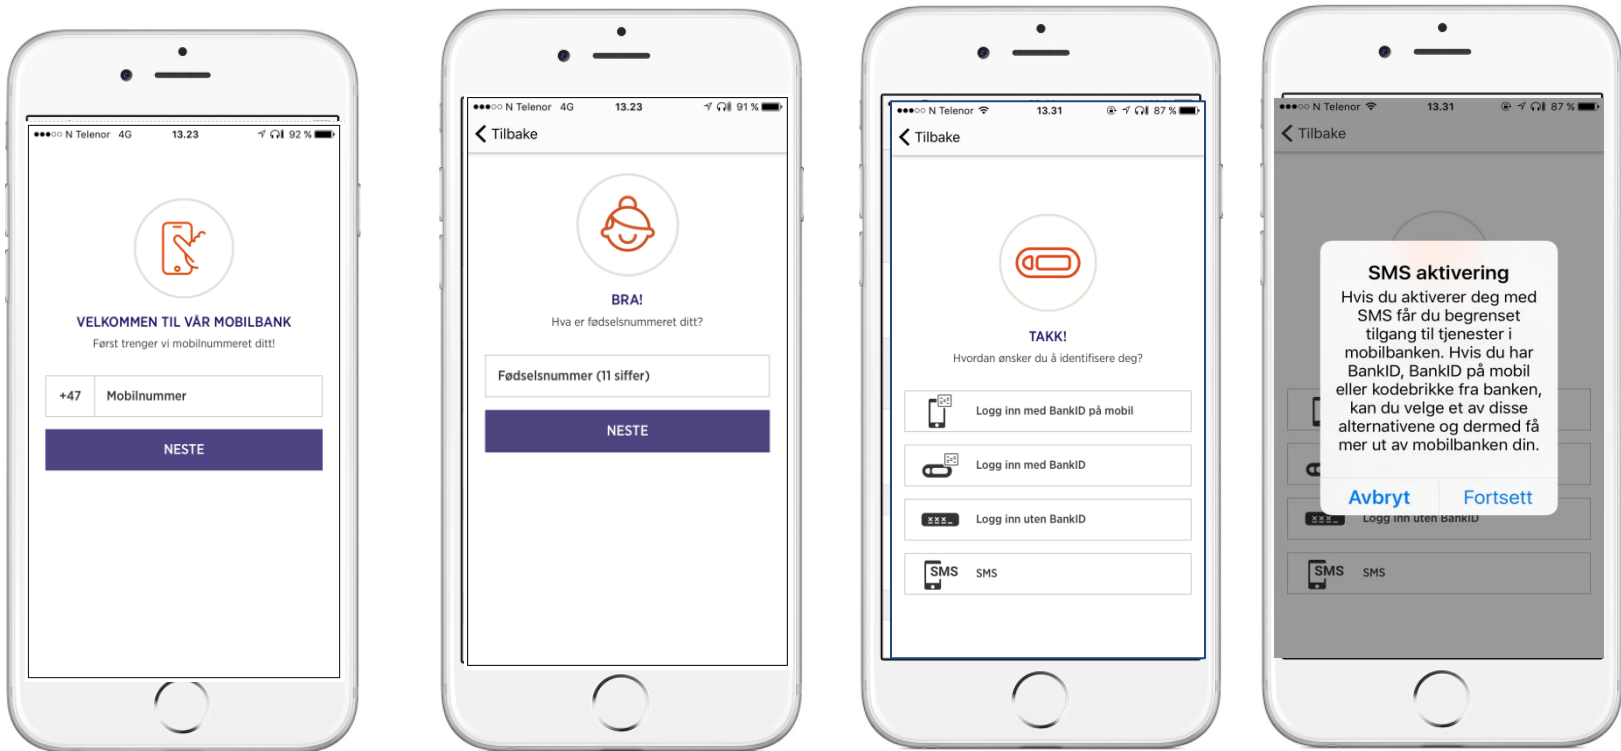 N Telenor 4G 13.23 92 %
VELKOMMEN TIL VÅR MOBILBANK
Først trenger vi mobilnummeret ditt!
+47 Mobilnummer
NESTE
N Telenor 4G 13.23 91 %
Tilbake
BRA!
Hva er fødselsnummeret ditt?
Fødselsnummer (11 siffer)
NESTE
N Telenor 13.31 87 %
Tilbake
TAKK!
Hvordan ønsker du å identifisere deg?
Logg inn med BankID på mobil
Logg inn med BankID
Logg inn uten BankID
SMS SMS
N Telenor 13.31 87 %
Tilbake
SMS aktivering
Hvis du aktiverer deg med
SMS får du begrenset
tilgang til tjenester i
mobilbanken. Hvis du har
BankID, BankID på mobil
eller kodebrikke fra banken,
kan du velge et av disse
alternativene og dermed få
mer ut av mobilbanken din.
Avbryt Fortsett
Logg inn uten BankID
SMS SMS